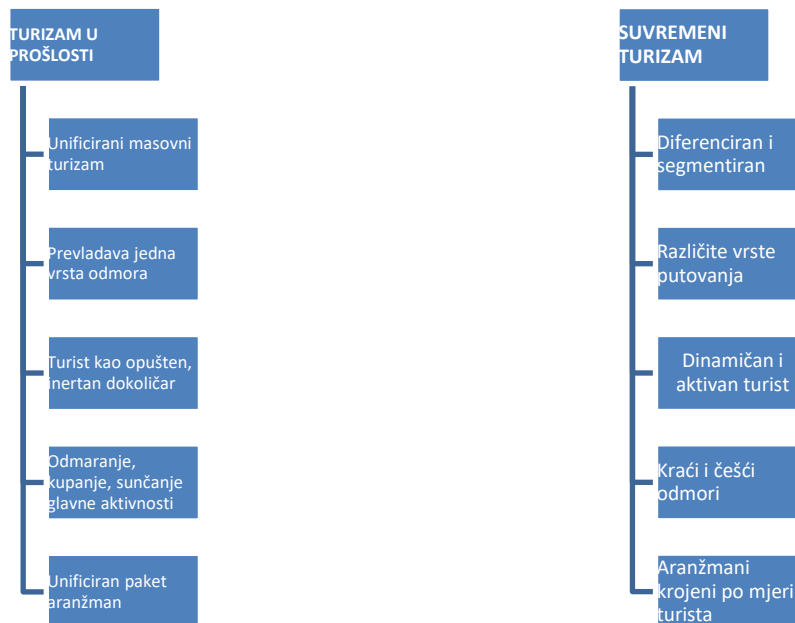 TURIZAM U
PROŠLOSTI
Unificirani masovni
turizam
Prevladava jedna
vrsta odmora
Turist kao opušten,
inertan dokoličar
Odmaranje,
kupanje, sunčanje
glavne aktivnosti
Unificiran paket
aranžman
SUVREMENI
TURIZAM
Diferenciran i
segmentiran
Različite vrste
putovanja
Dinamičan i
aktivan turist
Kraći i češći
odmori
Aranžmani
krojeni po mjeri
turista